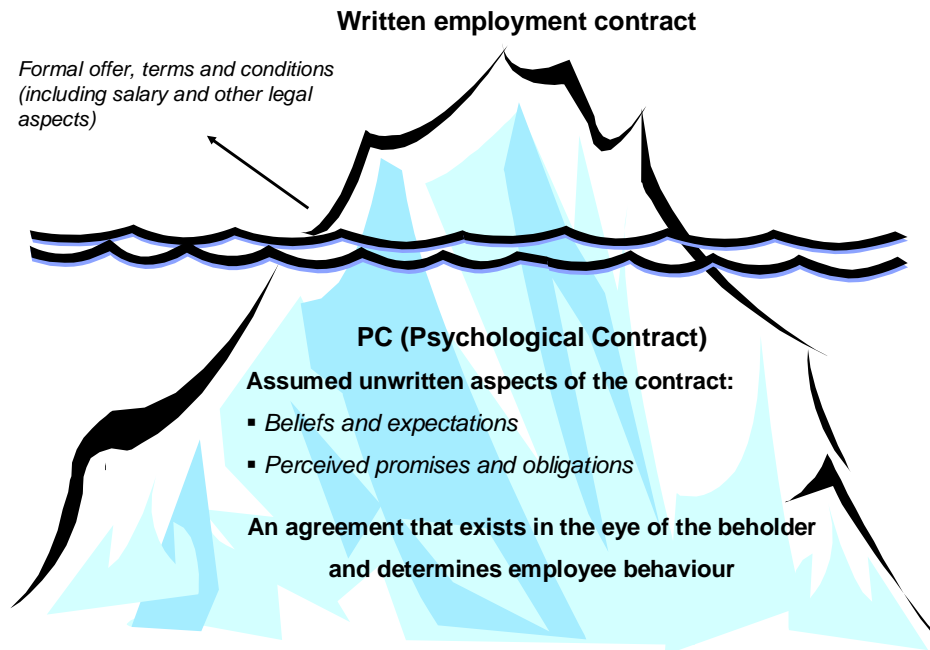 Written employment contract
Formal offer, terms and conditions
(including salary and other legal
aspects)
PC (Psychological Contract)
Assumed unwritten aspects of the contract:
▪ Beliefs and expectations
▪ Perceived promises and obligations
An agreement that exists in the eye of the beholder
and determines employee behaviour